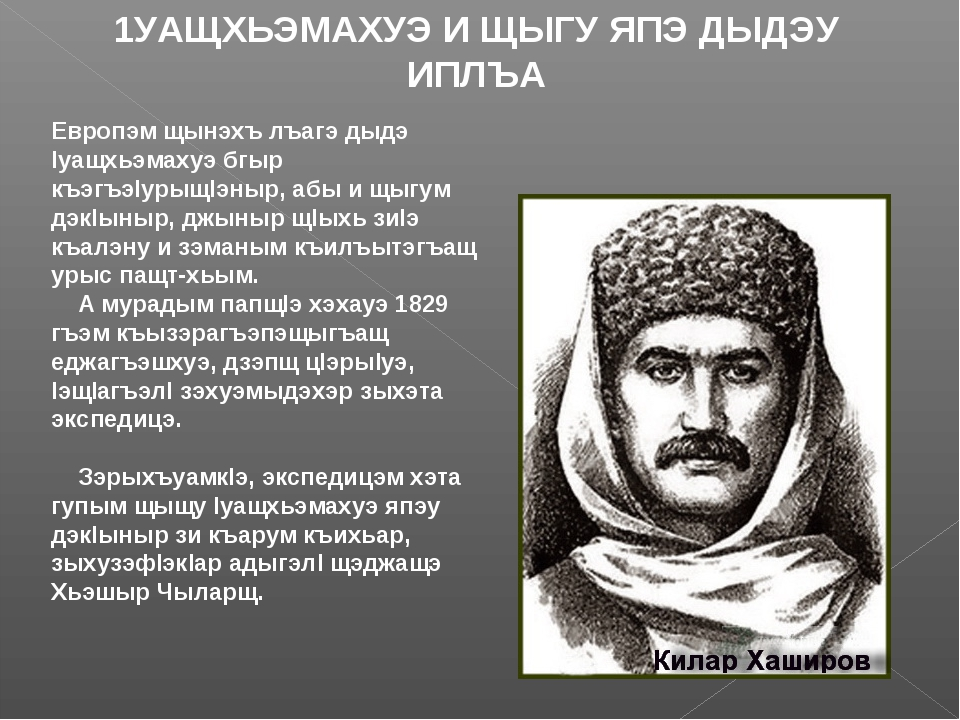 1УАЩХЬЭМАХУЭ И ЩЫГУ ЯПЭ ДЫДЭУ
ИПЛЪА
Европэм щынэхъ лъагэ дыдэ
Iуащхьэмахуэ бгыр
къэгъэIурыщIэныр, абы и щыгум
дэкIыныр, джыныр щIыхь зиIэ
къалэну и зэманым къилъытэгъащ
урыс пащт-хьым.
А мурадым папщIэ хэхауэ 1829
гъэм къызэрагъэпэщыгъащ
еджагъэшхуэ, дзэпщ цIэрыIуэ,
IэщIагъэлI зэхуэмыдэхэр зыхэта
экспедицэ.
Зэрыхъуамкlэ, экспедицэм хэта
гупым щыщу Iуащхьэмахуэ япэу
дэкIыныр зи къарум къихьар,
зыхузэфIэкIар адыгэлI щэджащэ
Хьэшыр Чыларщ.
Килар Хаширов